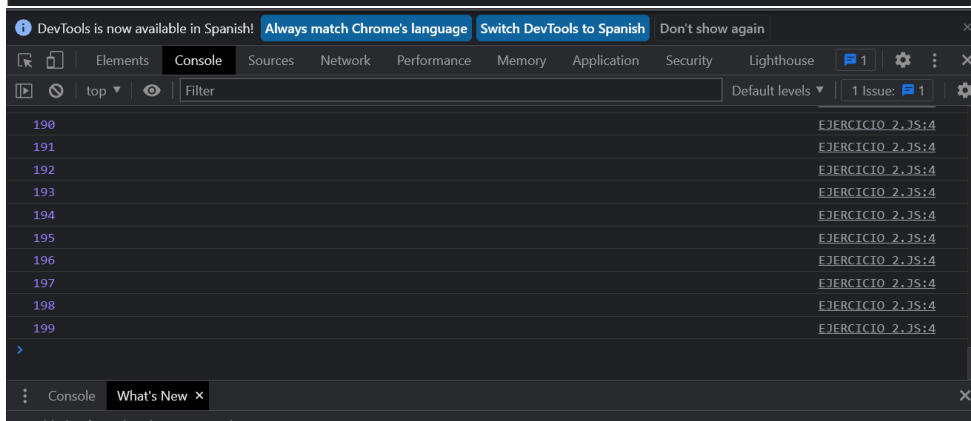 DevTools is now available in Spanish! Always match Chrome's language Switch DevTools to Spanish Don't show again
Elements Console Sources Network Performance Memory Application Security Lighthouse 1
top Filter Default levels 1 Issue: 1
190 EJERCICIO 2.JS:4
191 EJERCICIO 2.JS:4
192 EJERCICIO 2.JS:4
193 EJERCICIO 2.JS:4
194 EJERCICIO 2.JS:4
195 EJERCICIO 2.JS:4
196 EJERCICIO 2.JS:4
197 EJERCICIO 2.JS:4
198 EJERCICIO 2.JS:4
199 EJERCICIO 2.JS:4
Console What's New